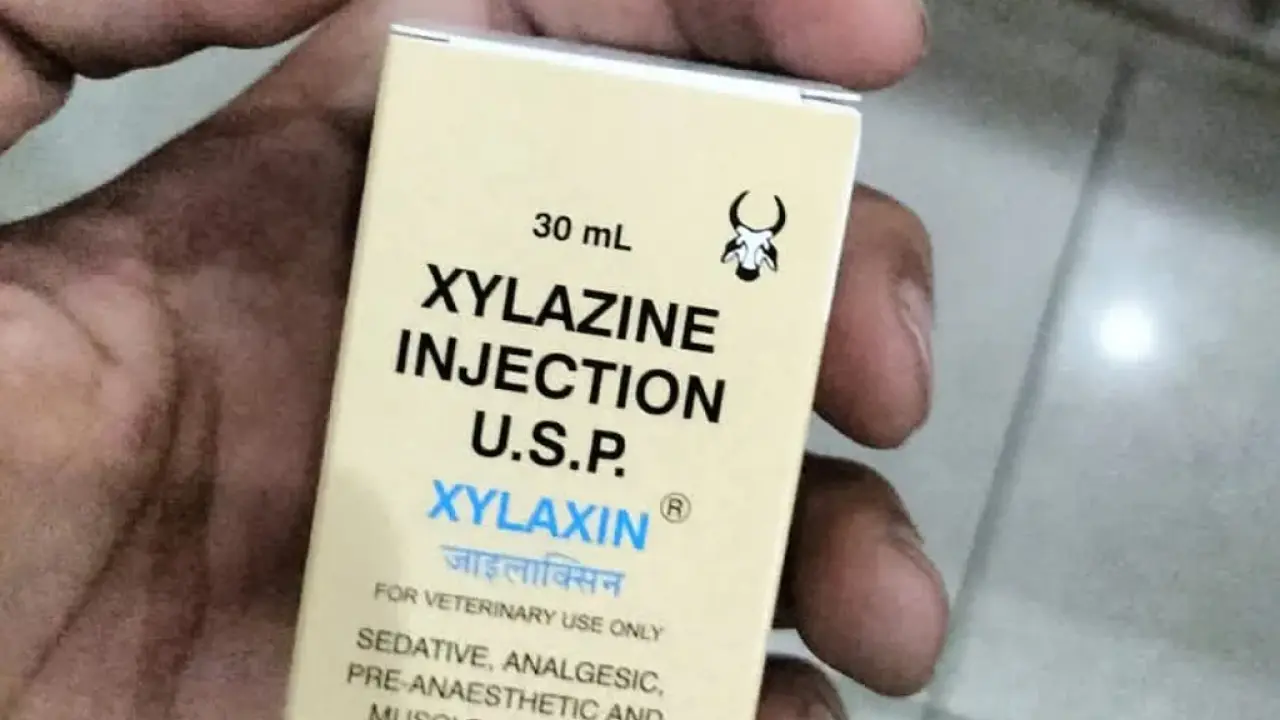 30 mL
XYLAZINE
INJECTION
U.S.P.
XYLAXIN ®
जाइलाक्सिन
FOR VETERINARY USE ONLY
SEDATIVE, ANALGESIC,
PRE-ANAESTHETIC AND